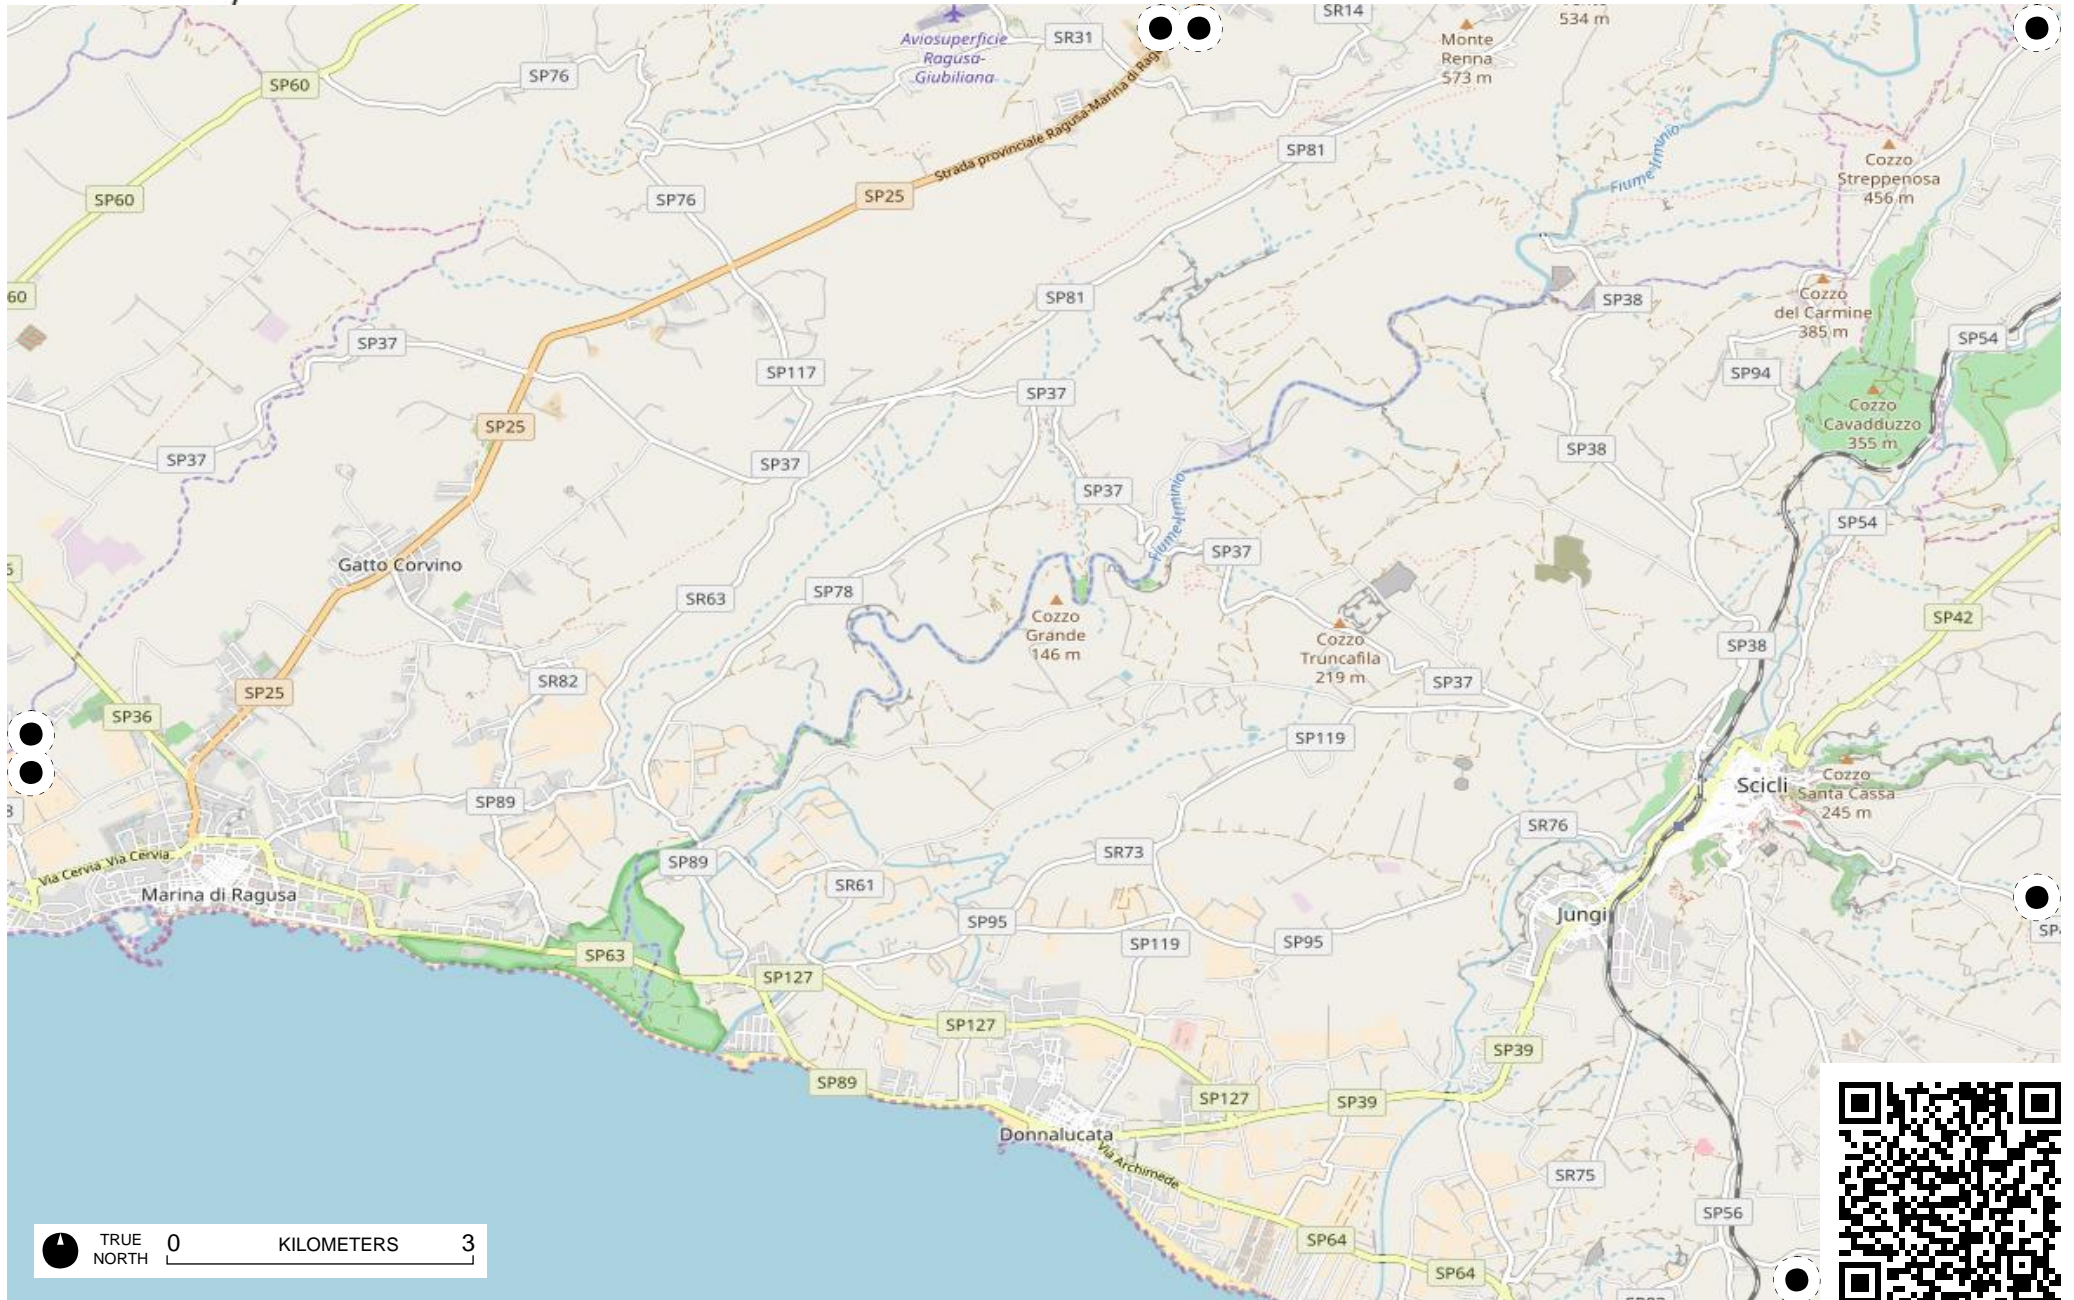 SR14
534 m
Aviosuperficie
Ragusa-
Giubiliana
SR31
Monte
Renna
573 m
SP60
SP76
Strada provinciale Ragusa-Marina di Rag
SP81
Fiume Irminio
Cozzo
Streppenosa
456 m
SP60
SP76
SP25
60
SP81
SP38
Cozzo
del Carmine
385 m
SP37
SP54
SP117
SP94
SP37
Cozzo
Cavadduzzo
355 m
SP25
SP37
SP37
SP38
SP37
Fiume Irminio
SP54
Gatto Corvino
SP37
SP78
SR63
Cozzo
Grande
146 m
SP42
Cozzo
Truncafila
219 m
SP38
SP25
SR82
SP37
SP36
SP119
Scicli
Cozzo
Santa Cassa
245 m
SP89
SR76
Via Cervia Via Cervia
SP89
SR73
Marina di Ragusa
SR61
Jungi
SP95
SP119
SP95
SP63
SP127
SP127
SP39
SP89
SP127
SP39
Donnalucata
Via Archimede
SR75
SP56
SP64
SP64
TRUE
NORTH
0 KILOMETERS 3